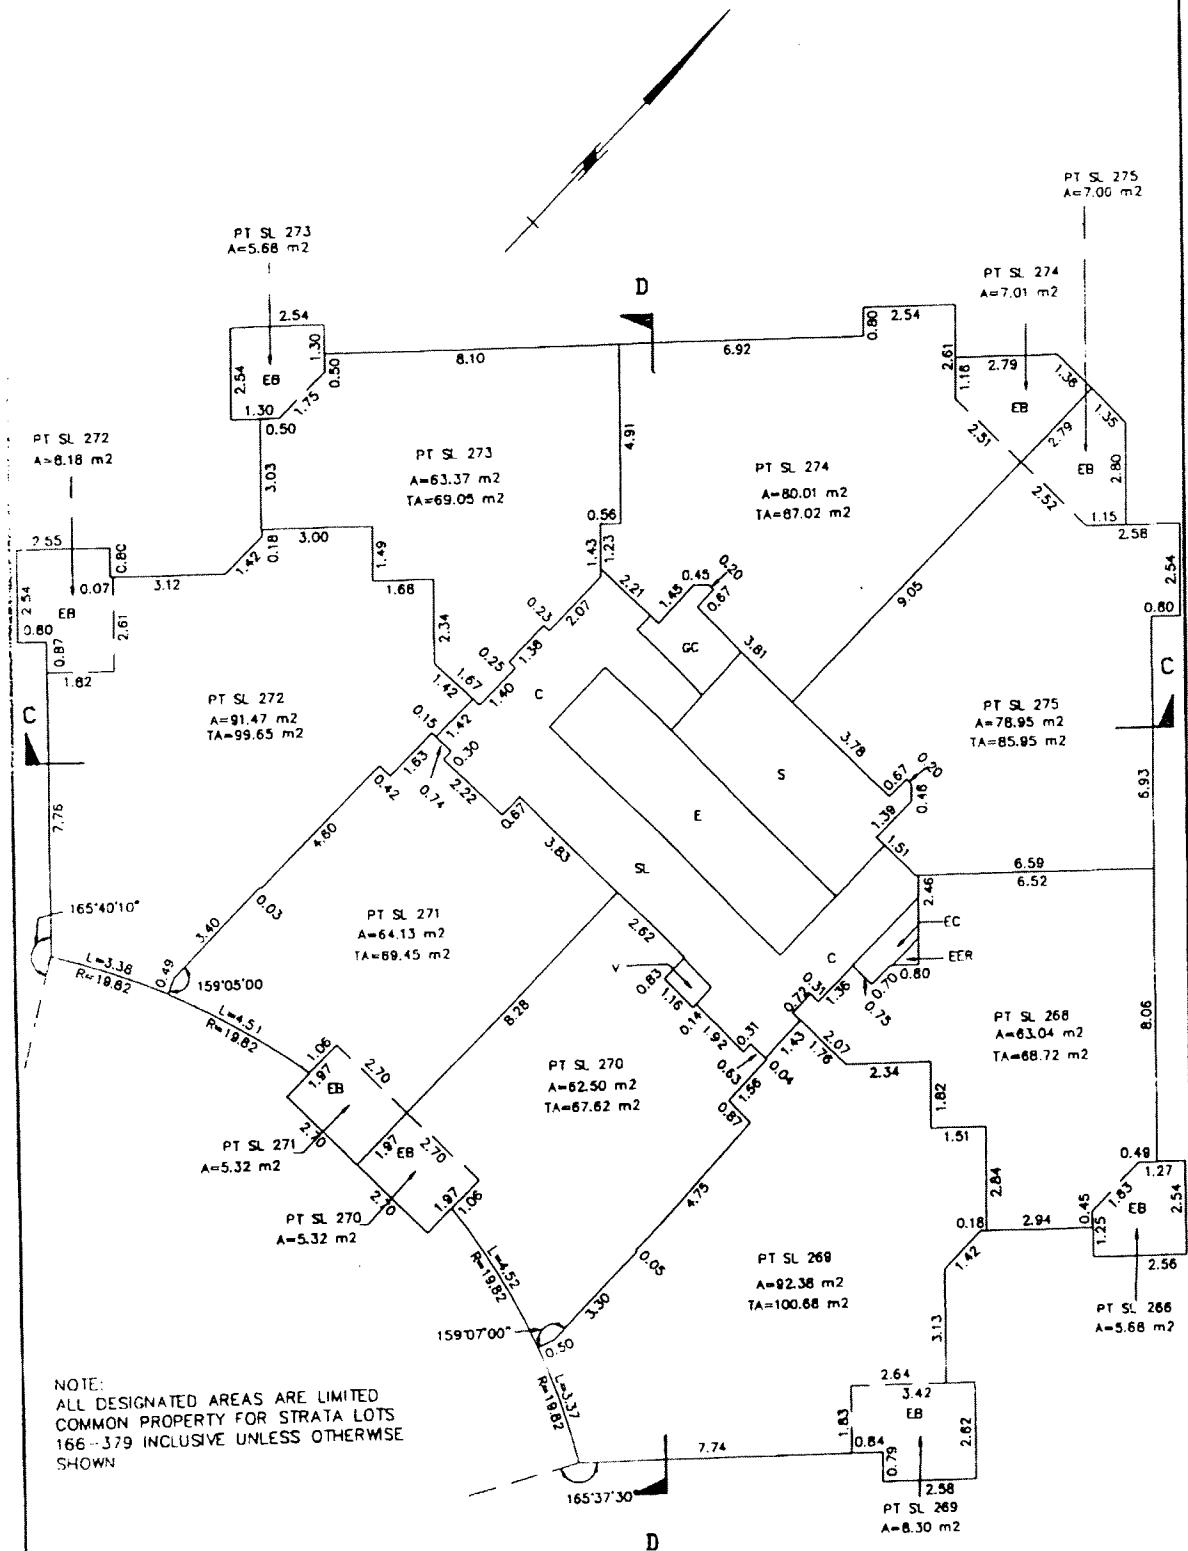 PT SL 275
A=7.00 m2
PT SL 273
A=5.68 m2
D
PT SL 274
A=7.01 m2
2.54
1.30
0.50
2.54
EB
1.30
1.75
0.50
8.10
6.92
0.80
2.54
2.61
1.18
2.79
1.38
EB
1.35
2.51
2.79
EB
2.80
2.52
1.15
2.58
2.54
0.80
PT SL 272
A=8.18 m2
3.03
PT SL 273
A=63.37 m2
TA=69.05 m2
4.91
PT SL 274
A=80.01 m2
TA=87.02 m2
0.56
1.43
1.23
2.55
0.80
2.54
0.07
EB
3.12
1.42
0.18
3.00
1.49
1.68
2.34
2.61
0.80
0.87
1.82
2.21
1.45
0.45
0.20
0.67
9.05
0.23
2.07
GC
3.81
0.25
1.38
1.67
1.42
1.40
C
C
PT SL 272
A=91.47 m2
TA=99.65 m2
C
PT SL 275
A=78.95 m2
TA=85.95 m2
0.15
1.42
0.30
1.63
0.42
0.74
2.22
0.67
S
3.78
0.67
0.20
0.46
6.93
7.76
4.60
3.83
E
1.39
1.51
SL
6.59
6.52
2.46
165°40'10"
0.03
PT SL 271
A=64.13 m2
TA=69.45 m2
3.40
2.62
EC
EER
C
L=3.38
R=19.82
0.49
159°05'00
V
0.83
1.16
0.14
1.92
0.31
0.63
0.04
0.72
0.31
1.36
0.70
0.80
0.75
L=4.51
R=19.82
8.28
1.43
2.07
1.76
PT SL 268
A=63.04 m2
TA=68.72 m2
8.06
1.06
1.97
2.70
EB
PT SL 270
A=62.50 m2
TA=67.62 m2
1.56
0.87
2.34
1.82
1.51
2.70
PT SL 271
A=5.32 m2
1.97
2.70
EB
4.75
2.84
0.49
1.27
2.70
PT SL 270
A=5.32 m2
1.97
1.06
0.45
1.83
EB
2.54
1.25
0.18
2.94
1.42
2.56
L=4.52
R=19.82
0.05
PT SL 269
A=92.38 m2
TA=100.68 m2
PT SL 268
A=5.68 m2
3.30
159°07'00"
0.50
3.13
L=3.37
R=19.82
2.64
3.42
EB
1.83
2.62
0.84
0.79
2.58
7.74
165°37'30"
PT SL 269
A=8.30 m2
D
NOTE:
ALL DESIGNATED AREAS ARE LIMITED
COMMON PROPERTY FOR STRATA LOTS
166-379 INCLUSIVE UNLESS OTHERWISE
SHOWN